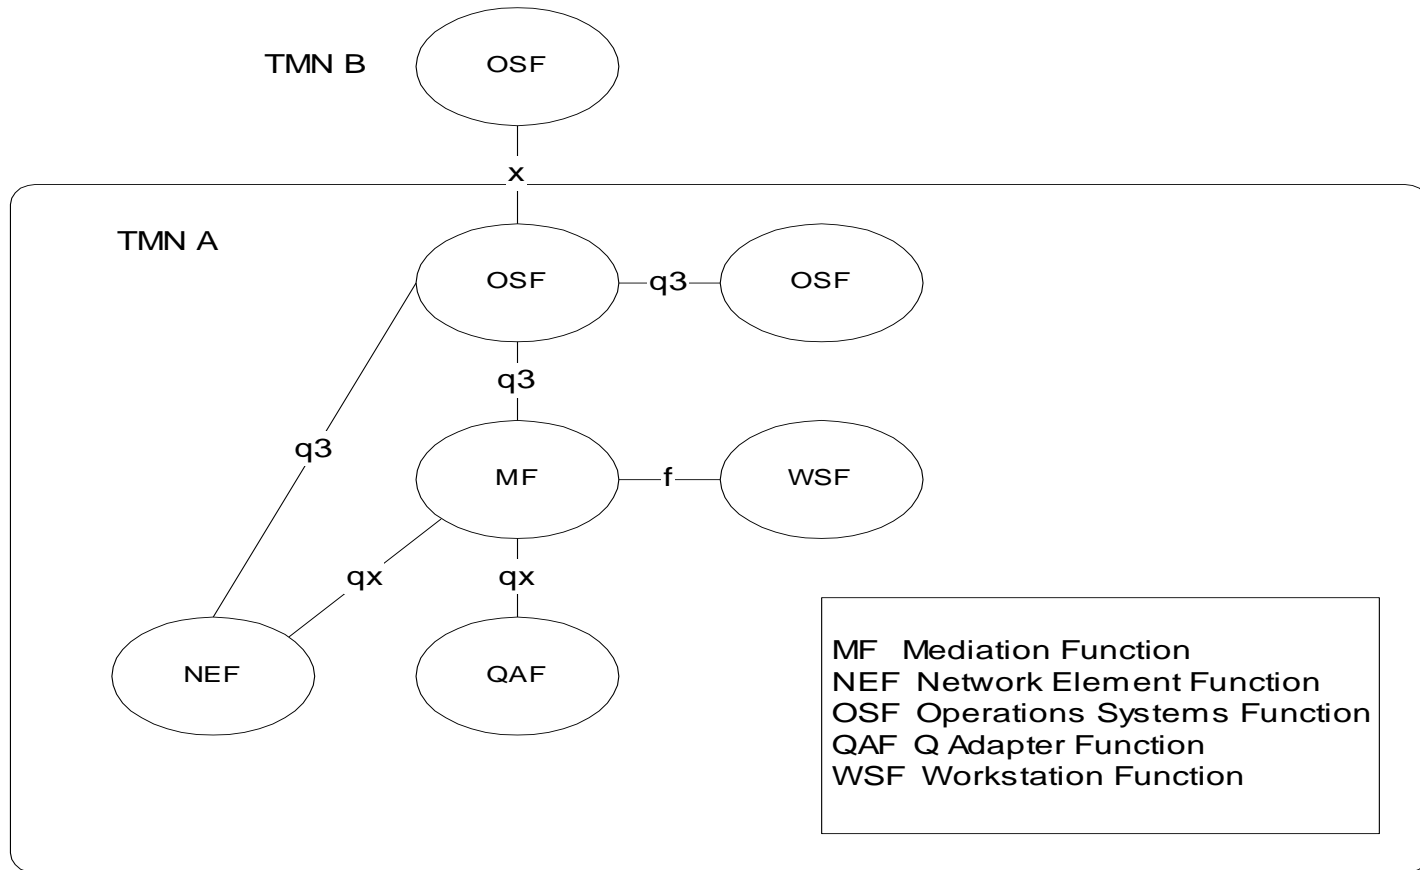 TMN B
OSF
x
TMN A
OSF
q3
OSF
q3
q3
MF
f
WSF
qx
qx
NEF
QAF
MF Mediation Function
NEF Network Element Function
OSF Operations Systems Function
QAF Q Adapter Function
WSF Workstation Function